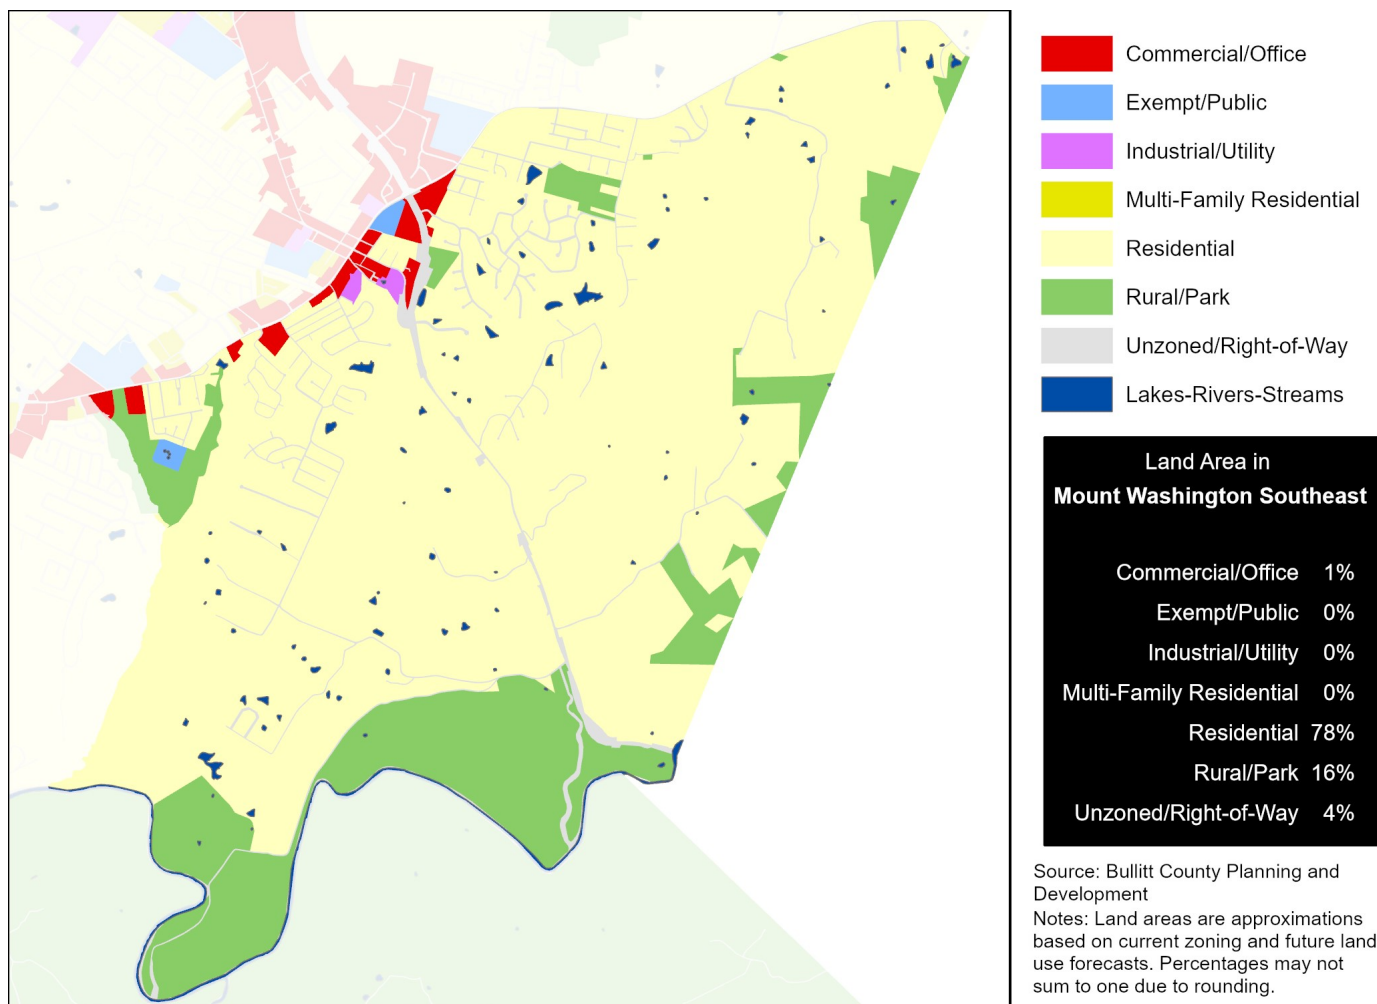 Commercial/Office
Exempt/Public
Industrial/Utility
Multi-Family Residential
Residential
Rural/Park
Unzoned/Right-of-Way
Lakes-Rivers-Streams
Land Area in
Mount Washington Southeast
Commercial/Office 1%
Exempt/Public 0%
Industrial/Utility 0%
Multi-Family Residential 0%
Residential 78%
Rural/Park 16%
Unzoned/Right-of-Way 4%
Source: Bullitt County Planning and
Development
Notes: Land areas are approximations
based on current zoning and future land
use forecasts. Percentages may not
sum to one due to rounding.